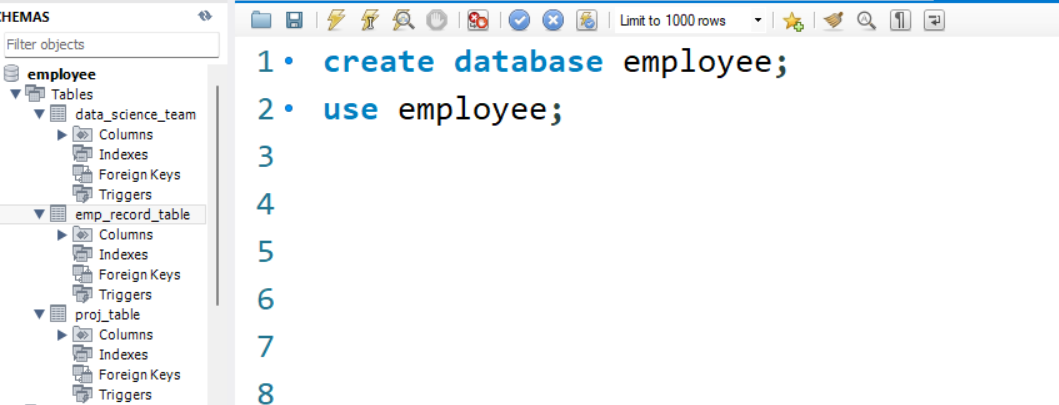 CHEMAS
Filter objects
employee
Tables
data_science_team
Columns
Indexes
Foreign Keys
Triggers
emp_record_table
Columns
Indexes
Foreign Keys
Triggers
proj_table
Columns
Indexes
Foreign Keys
Triggers
Limit to 1000 rows
1 create database employee;
2 use employee;
3
4
5
6
7
8